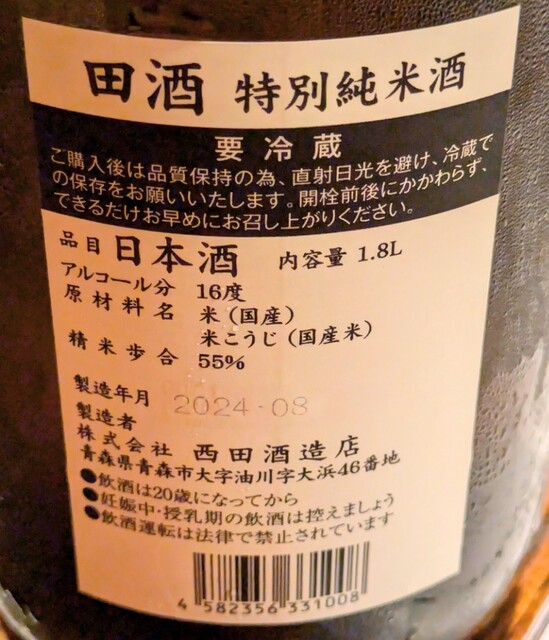 田酒 特別純米酒
要冷蔵
ご購入後は品質保持の為、直射日光を避け、冷蔵で
の保存をお願いいたします。開栓前後にかかわらず、
できるだけお早めにお召し上がりください。
品目 日本酒 内容量 1.8L
アルコール分 16度
原材料名 米(国産)
米こうじ(国産米)
精米歩合 55%
製造年月 2024-08
製造者
株式会社 西田酒造店
青森県青森市大字油川字大浜46番地
●飲酒は20歳になってから
●妊娠中・授乳期の飲酒は控えましょう
●飲酒運転は法律で禁止されています
4 582356 331008